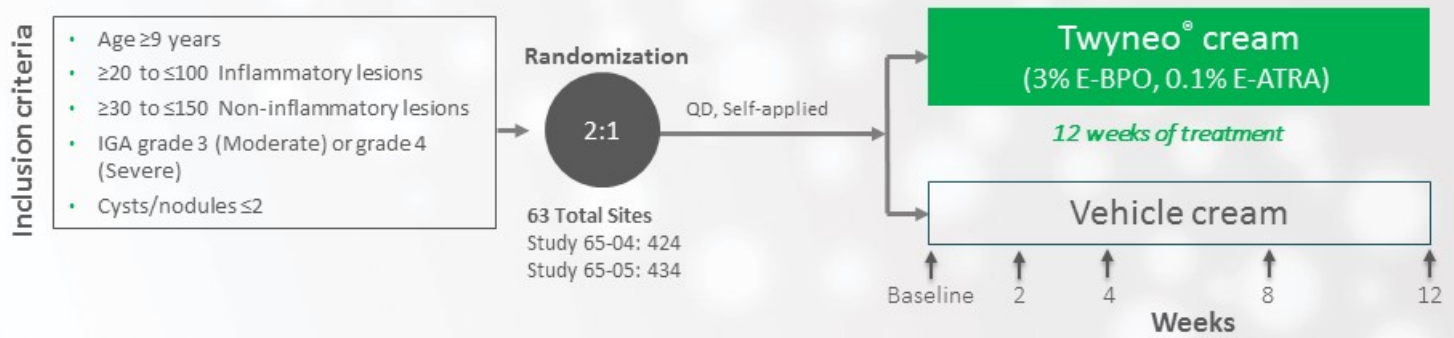 Inclusion criteria
• Age ≥9 years
• ≥20 to ≤100 Inflammatory lesions
• ≥30 to ≤150 Non-inflammatory lesions
• IGA grade 3 (Moderate) or grade 4
(Severe)
• Cysts/nodules ≤2
Randomization
2:1
63 Total Sites
Study 65-04: 424
Study 65-05: 434
QD, Self-applied
Twyneo® cream
(3% E-BPO, 0.1% E-ATRA)
12 weeks of treatment
Vehicle cream
Baseline 2 4 8 12
Weeks